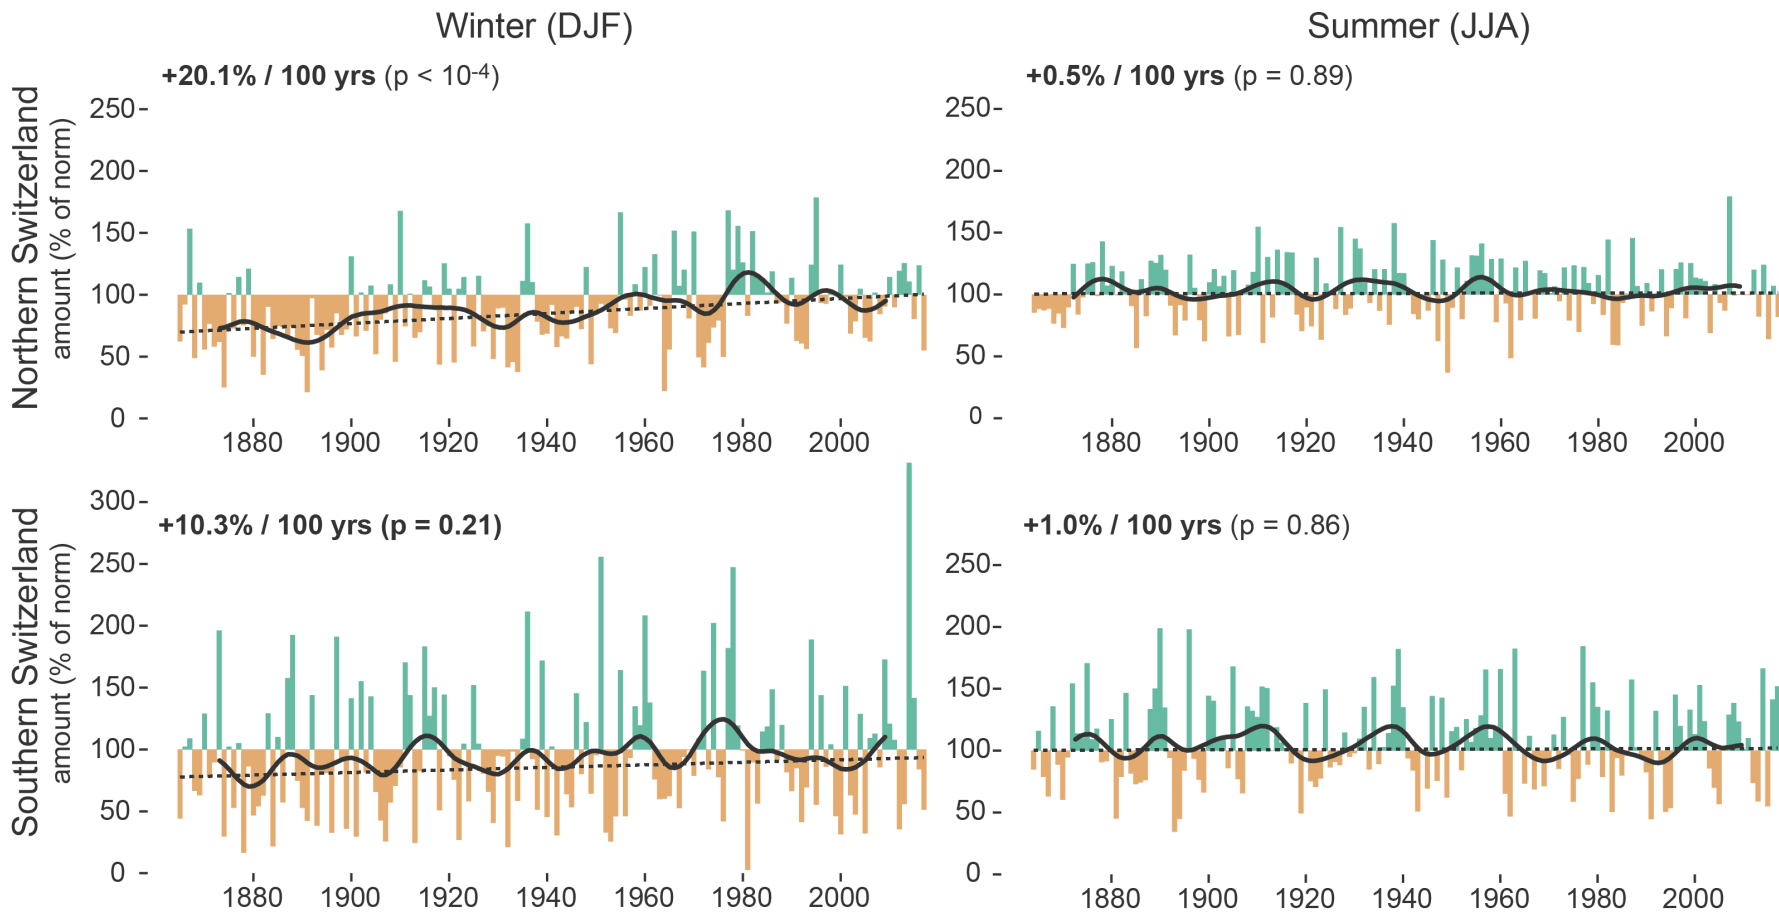 Winter (DJF)
Summer (JJA)
Northern Switzerland
amount (% of norm)
+20.1% / 100 yrs (p < 10-4)
250
200
150
100
50
0
1880 1900 1920 1940 1960 1980 2000
+0.5% / 100 yrs (p = 0.89)
250
200
150
100
50
0
1880 1900 1920 1940 1960 1980 2000
Southern Switzerland
amount (% of norm)
+10.3% / 100 yrs (p = 0.21)
300
250
200
150
100
50
0
1880 1900 1920 1940 1960 1980 2000
+1.0% / 100 yrs (p = 0.86)
250
200
150
100
50
0
1880 1900 1920 1940 1960 1980 2000